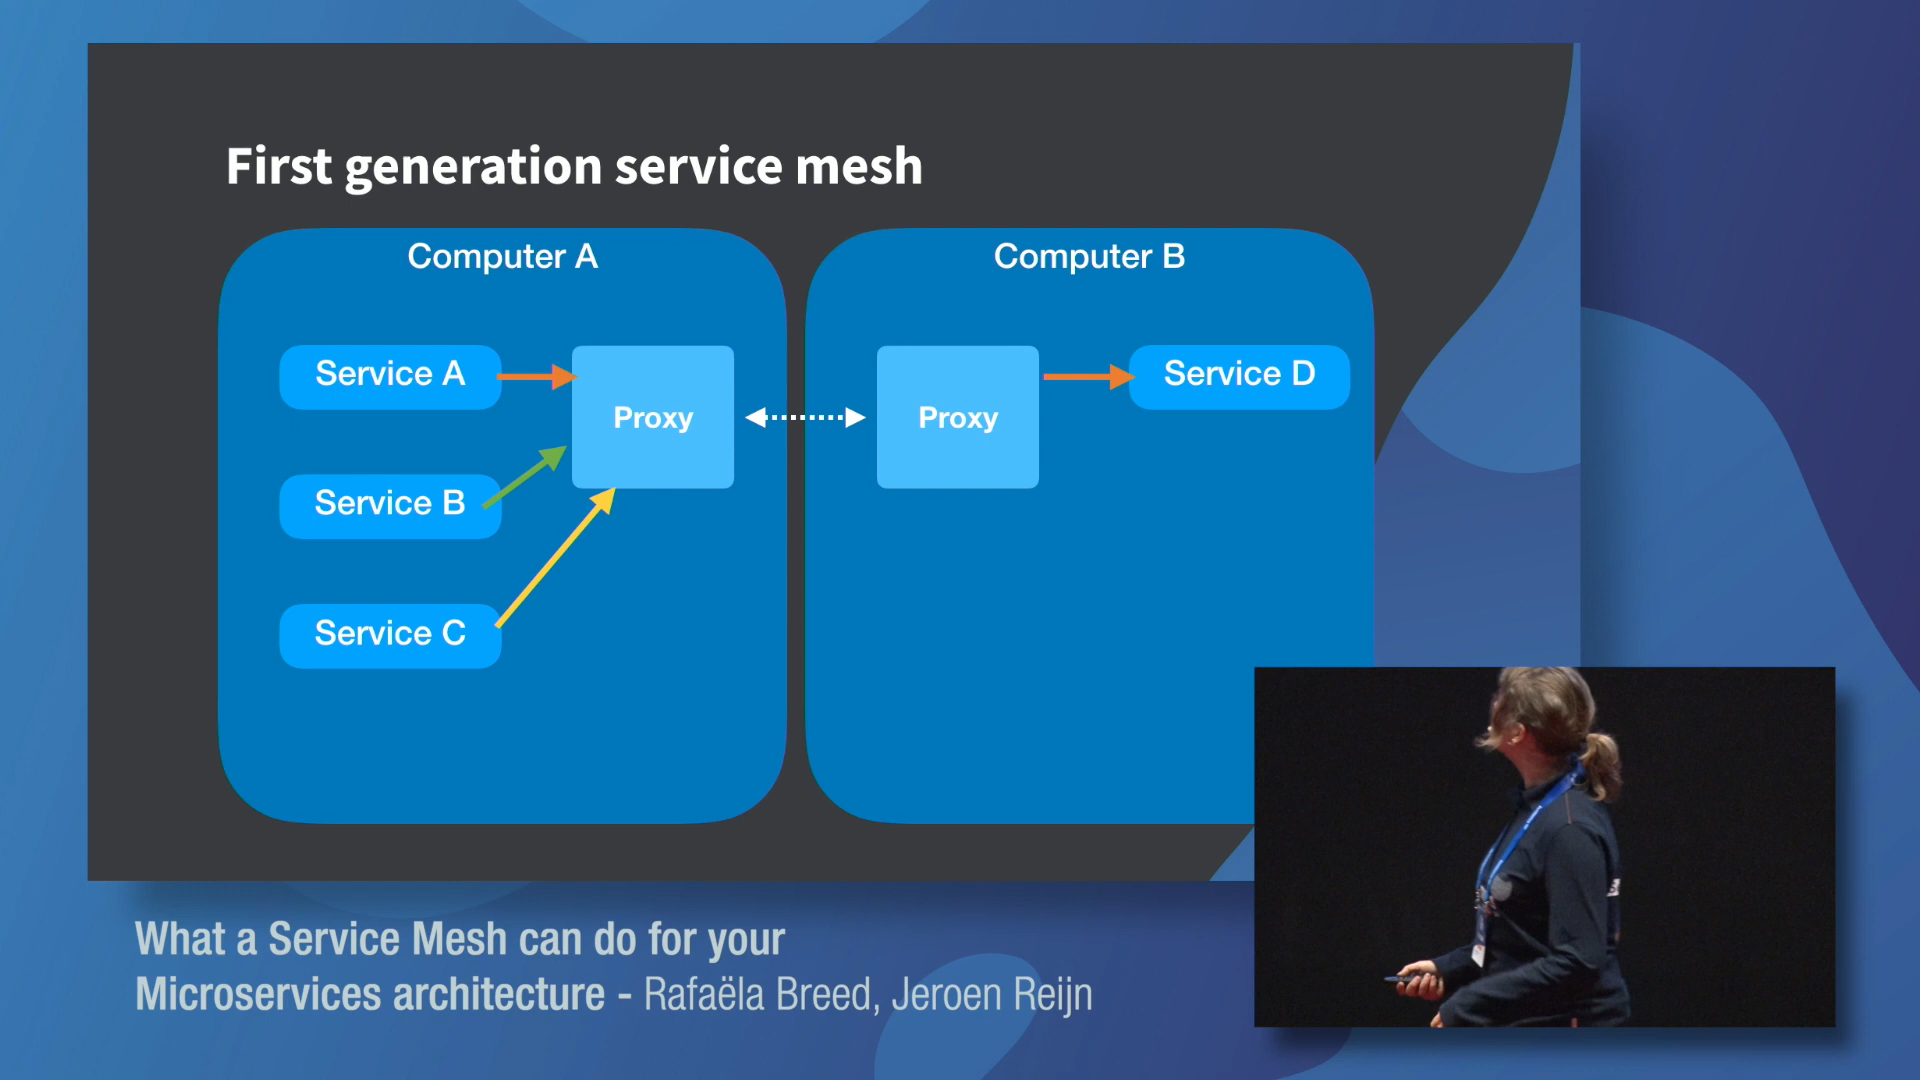 First generation service mesh
Computer A
Computer B
Service A
Proxy
Proxy
Service D
Service B
Service C
What a Service Mesh can do for your
Microservices architecture - Rafaëla Breed, Jeroen Reijn